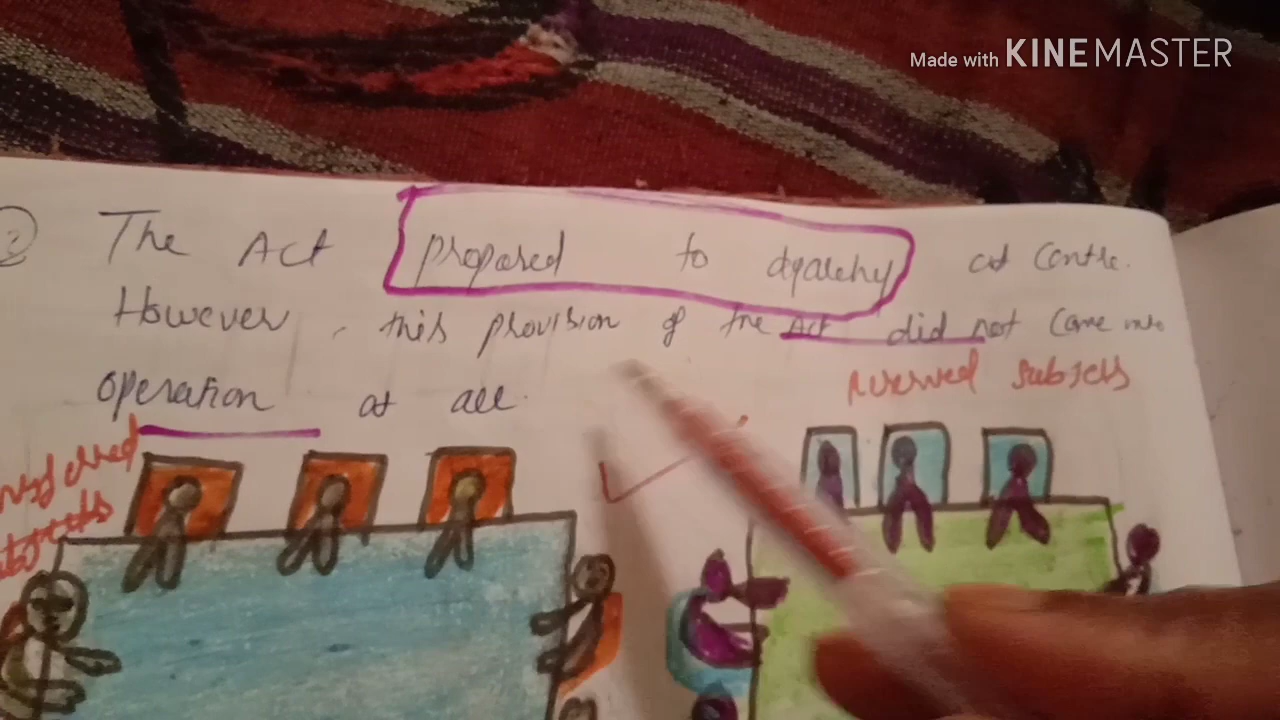 Made with KINEMASTER
2
The Act proposed to dyarchy at Centre.
However, this provision of the Act did not Come into
operation at all.
reserved subjects